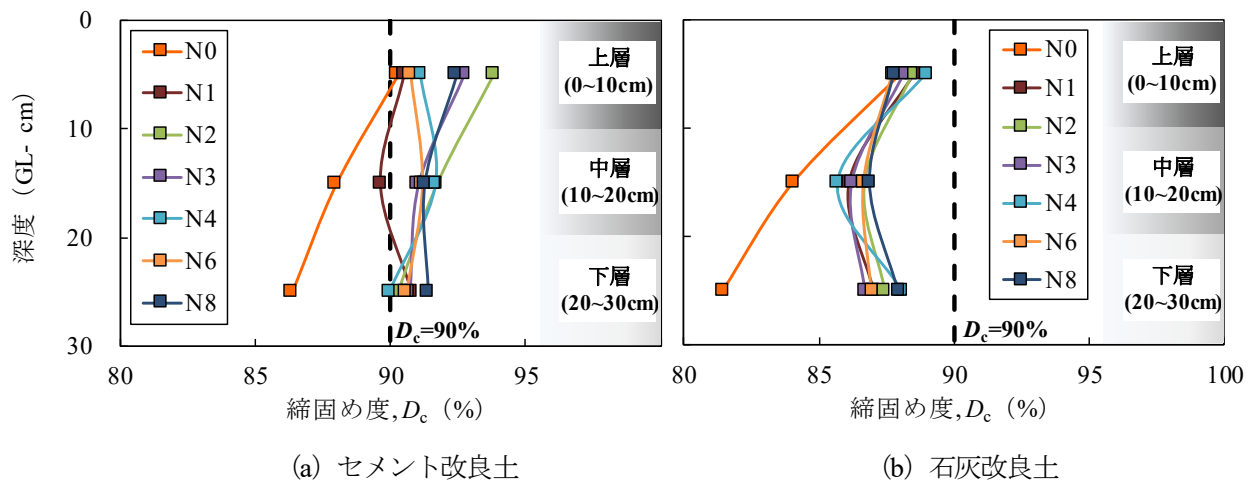 深度（GL- cm）
0
10
20
30
N0
N1
N2
N3
N4
N6
N8
上層
(0~10cm)
中層
(10~20cm)
下層
(20~30cm)
Dc=90%
80
85
90
95
締固め度,Dc（%）
(a) セメント改良土
N0
N1
N2
N3
N4
N6
N8
上層
(0~10cm)
中層
(10~20cm)
下層
(20~30cm)
Dc=90%
80
85
90
95
100
締固め度,Dc（%）
(b) 石灰改良土